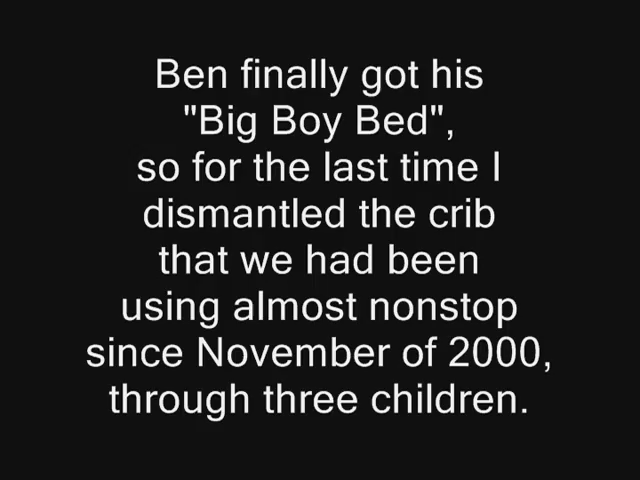 Ben finally got his
"Big Boy Bed",
so for the last time I
dismantled the crib
that we had been
using almost nonstop
since November of 2000,
through three children.